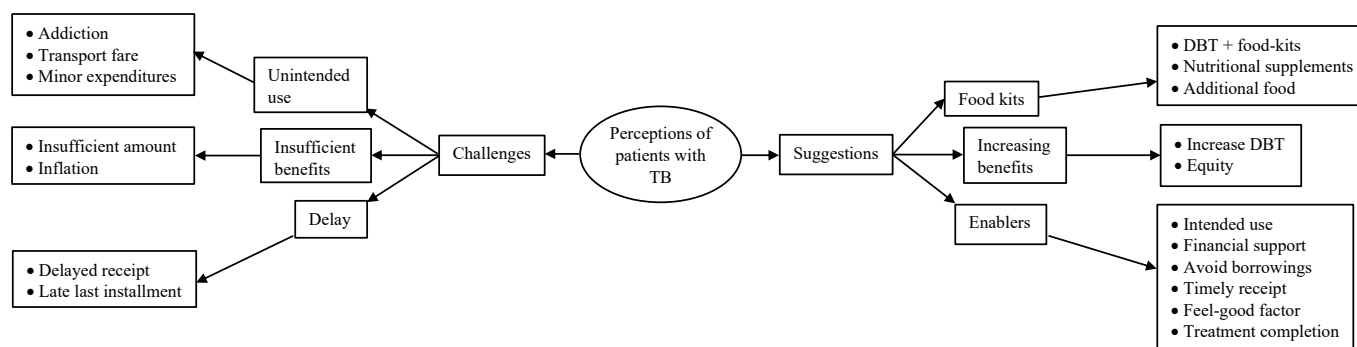 • Addiction
• Transport fare
• Minor expenditures
Unintended
use
• Insufficient amount
• Inflation
Insufficient
benefits
• Delayed receipt
• Late last installment
Delay
Challenges
Perceptions of
patients with
TB
Suggestions
Food kits
• DBT + food-kits
• Nutritional supplements
• Additional food
Increasing
benefits
• Increase DBT
• Equity
Enablers
• Intended use
• Financial support
• Avoid borrowings
• Timely receipt
• Feel-good factor
• Treatment completion